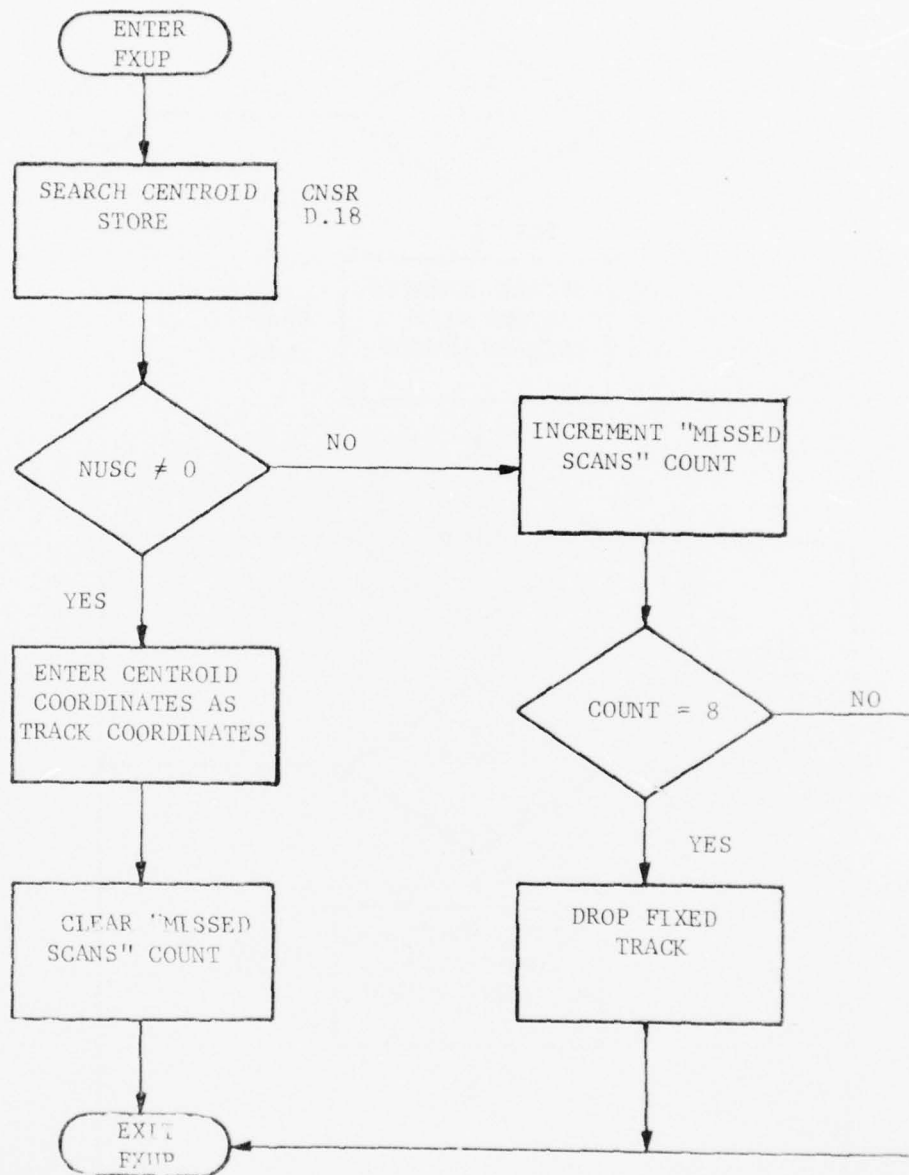 ENTER
FXUP
SEARCH CENTROID
STORE
CNSR
D.18
NUSC ≠ 0
NO
INCREMENT "MISSED
SCANS" COUNT
YES
ENTER CENTROID
COORDINATES AS
TRACK COORDINATES
COUNT = 8
NO
YES
CLEAR "MISSED
SCANS" COUNT
DROP FIXED
TRACK
EXIT
FXUP